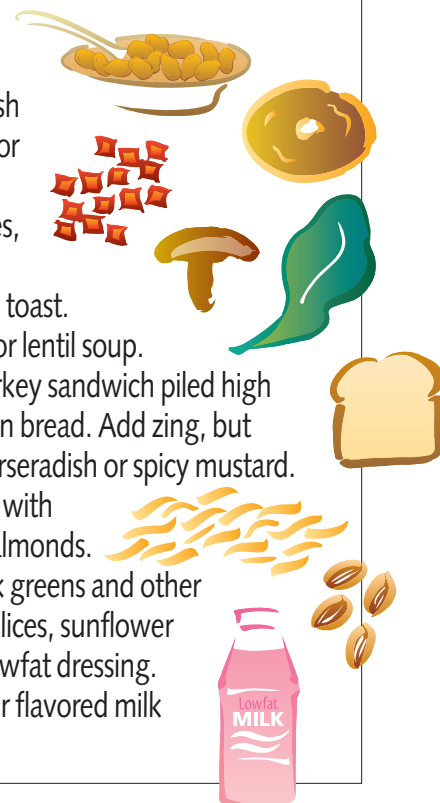 sh
or
es,
toast.
or lentil soup.
rkey sandwich piled high
n bread. Add zing, but
rseradish or spicy mustard.
with
almonds.
k greens and other
lices, sunflower
wfat dressing.
r flavored milk
Lowfat
MILK